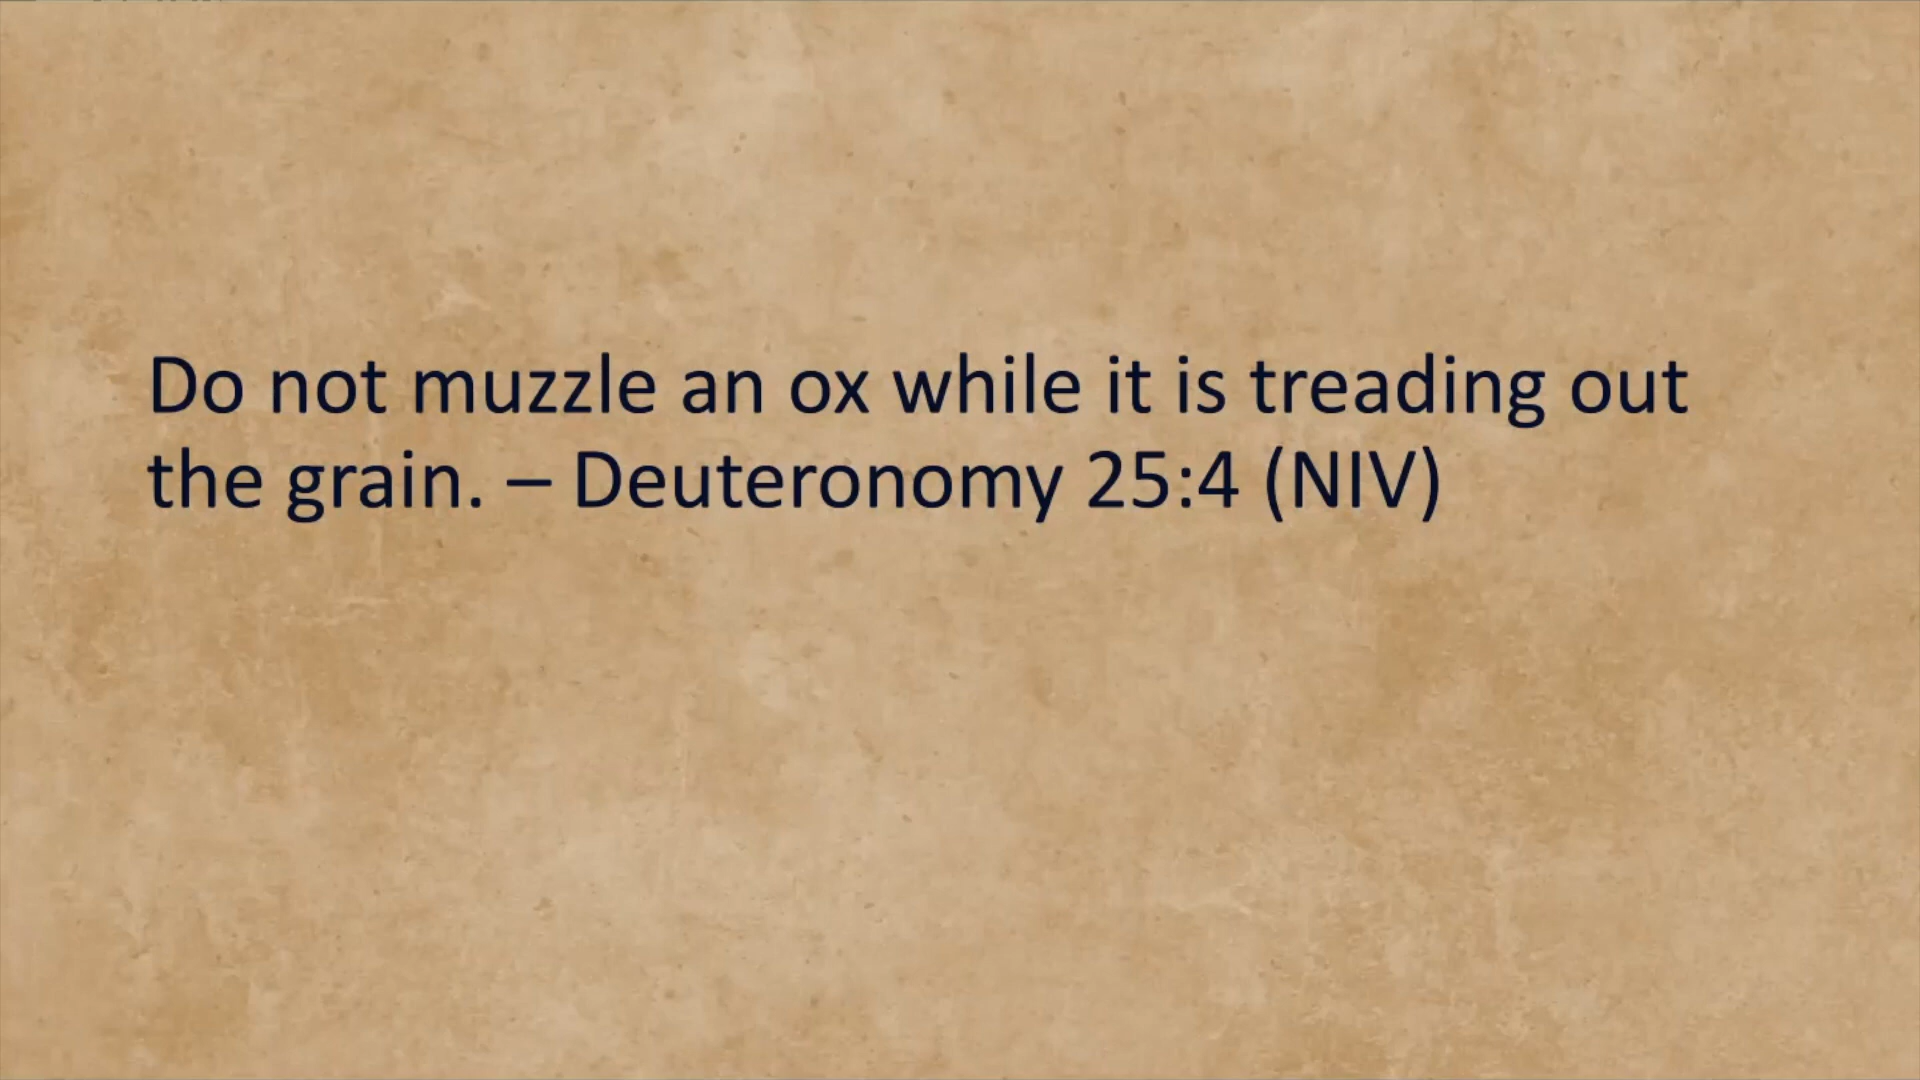 Do not muzzle an ox while it is treading out
the grain. – Deuteronomy 25:4 (NIV)